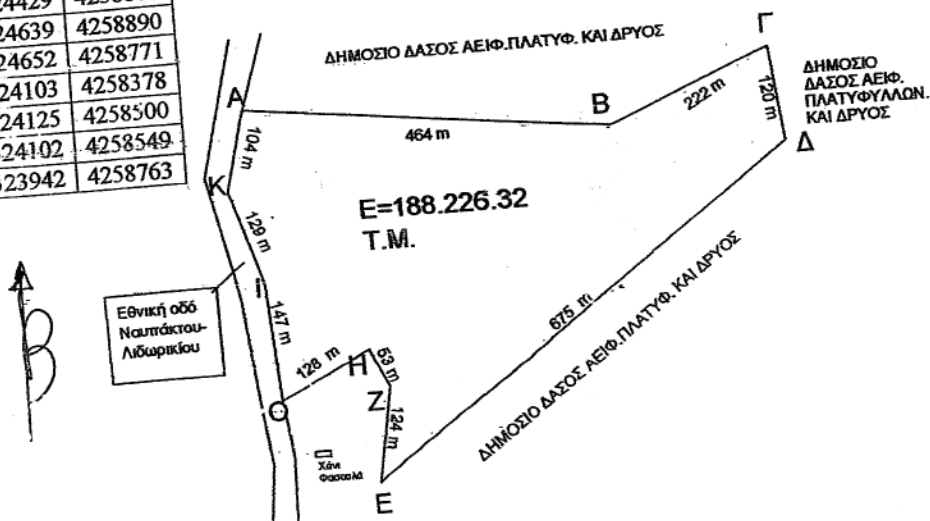 24639 4258890
24652 4258771
24103 4258378
24125 4258500
24102 4258549
23942 4258763
ΔΗΜΟΣΙΟ ΔΑΣΟΣ ΑΕΙΦ.ΠΛΑΤΥΦ. ΚΑΙ ΔΡΥΟΣ
Γ
ΔΗΜΟΣΙΟ
ΔΑΣΟΣ ΑΕΙΦ.
ΠΛΑΤΥΦΥΛΛΩΝ.
ΚΑΙ ΔΡΥΟΣ
A
B
222 m
120 m
464 m
104 m
Δ
K
E=188.226.32
Τ.Μ.
129 m
I
Εθνική οδό
Ναυπάκτου-
Λιδωρικίου
147 m
675 m
ΔΗΜΟΣΙΟ ΔΑΣΟΣ ΑΕΙΦ.ΠΛΑΤΥΦ. ΚΑΙ ΔΡΥΟΣ
128 m
H
53 m
Z
124 m
Χάνι
E